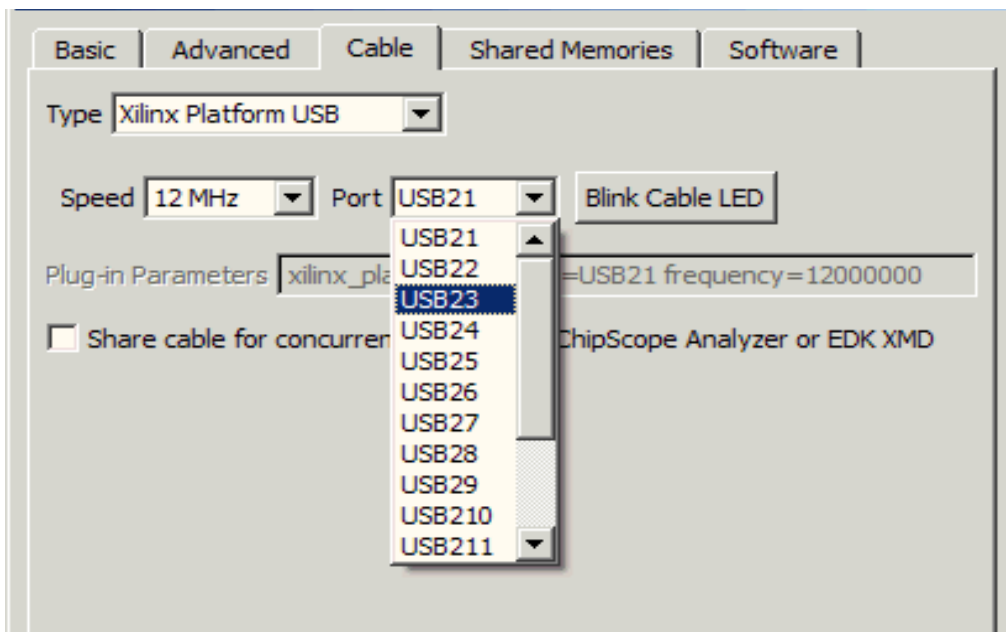 Basic Advanced Cable Shared Memories Software
Type Xilinx Platform USB
Speed 12 MHz Port USB21 Blink Cable LED
USB21
Plug-in Parameters xilinx_pla USB22 =USB21 frequency=12000000
USB23
Share cable for concurren USB24 ChipScope Analyzer or EDK XMD
USB25
USB26
USB27
USB28
USB29
USB210
USB211